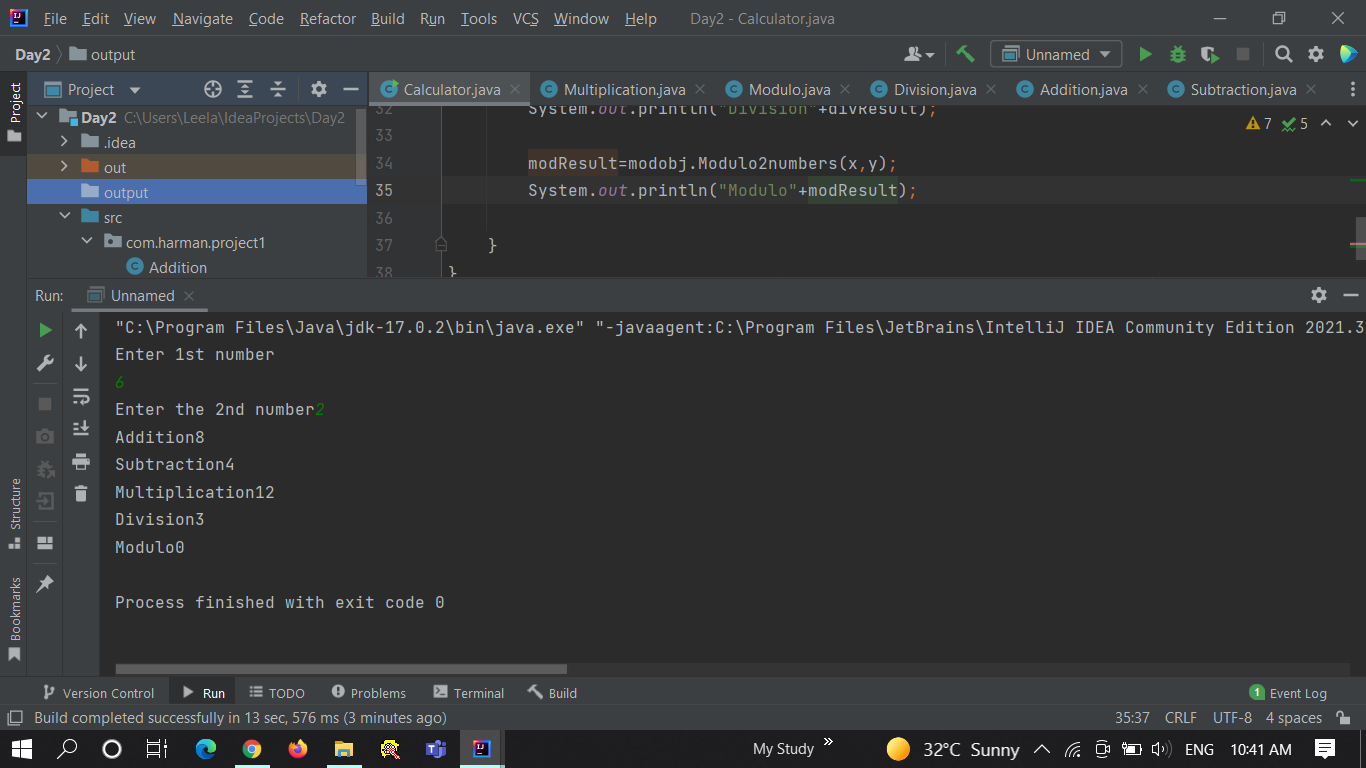 File Edit View Navigate Code Refactor Build Run Tools VCS Window Help Day2 - Calculator.java
Day2 output Unnamed
Project Project Calculator.java Multiplication.java Modulo.java Division.java Addition.java Subtraction.java
Day2 C:\Users\Leela\IdeaProjects\Day2
.idea
out
output
src
com.harman.project1
Addition
32 System.out.println("Division"+divResult);
33 7 5
34 modResult=modobj.Modulo2numbers(x,y);
35 System.out.println("Modulo"+modResult);
36
37 }
38 }
Run: Unnamed
"C:\Program Files\Java\jdk-17.0.2\bin\java.exe" "-javaagent:C:\Program Files\JetBrains\IntelliJ IDEA Community Edition 2021.3
Enter 1st number
6
Enter the 2nd number2
Addition8
Subtraction4
Multiplication12
Division3
Modulo0
Process finished with exit code 0
Structure
Bookmarks
Version Control Run TODO Problems Terminal Build 1 Event Log
Build completed successfully in 13 sec, 576 ms (3 minutes ago) 35:37 CRLF UTF-8 4 spaces
My Study » 32°C Sunny ENG 10:41 AM